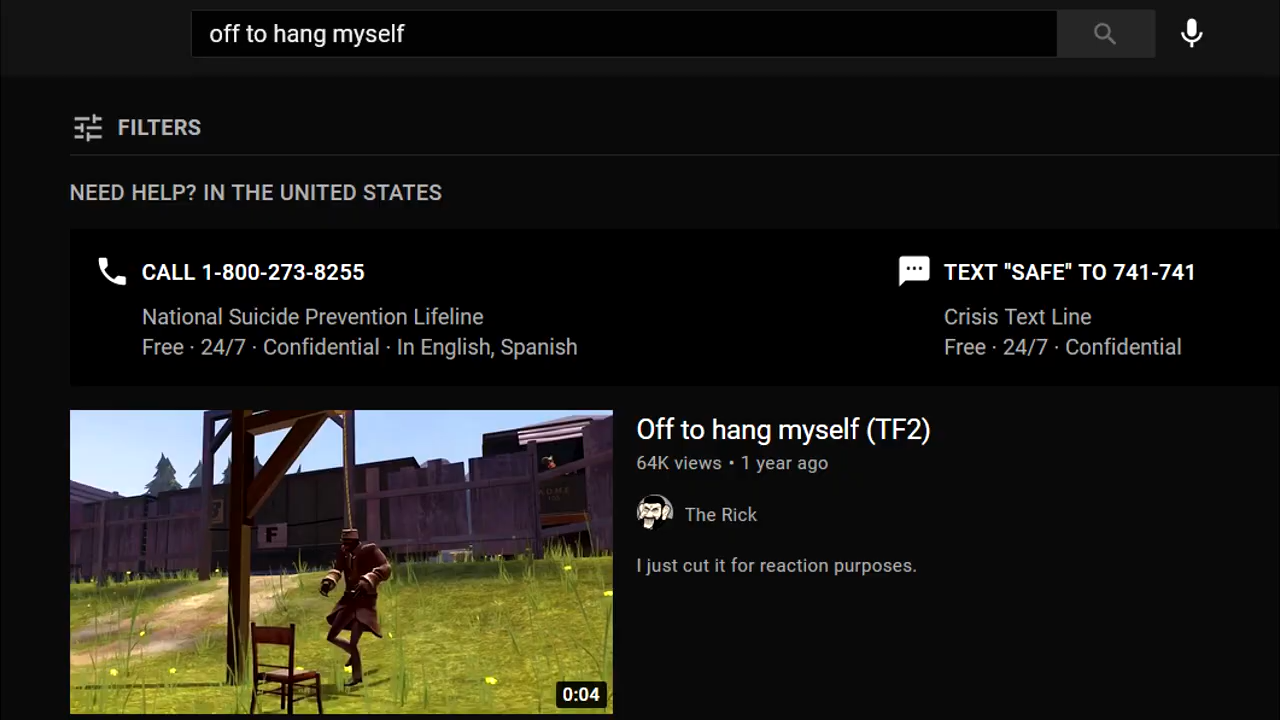 off to hang myself
FILTERS
NEED HELP? IN THE UNITED STATES
CALL 1-800-273-8255
National Suicide Prevention Lifeline
Free · 24/7 · Confidential · In English, Spanish
TEXT "SAFE" TO 741-741
Crisis Text Line
Free · 24/7 · Confidential
F
0:04
Off to hang myself (TF2)
64K views • 1 year ago
The Rick
I just cut it for reaction purposes.